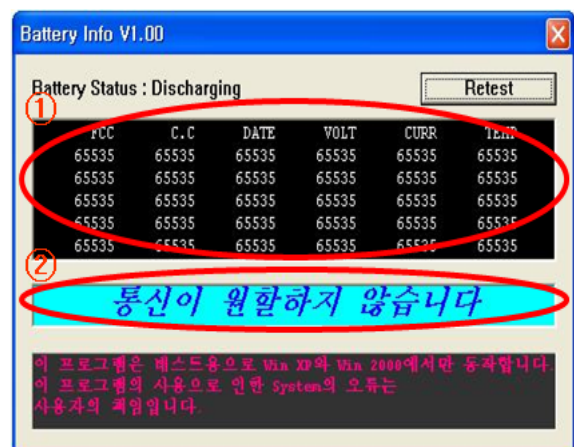 Battery Info V1.00
Battery Status : Discharging
Retest
①
FCC C.C DATE VOLT CURR TEMP
65535 65535 65535 65535 65535 65535
65535 65535 65535 65535 65535 65535
65535 65535 65535 65535 65535 65535
65535 65535 65535 65535 65535 65535
65535 65535 65535 65535 65535 65535
②
통신이 원활하지 않습니다
이 프로그램은 테스트용으로 Win XP와 Win 2000에서만 동작합니다.
이 프로그램의 사용으로 인한 System의 오류는
사용자의 책임입니다.